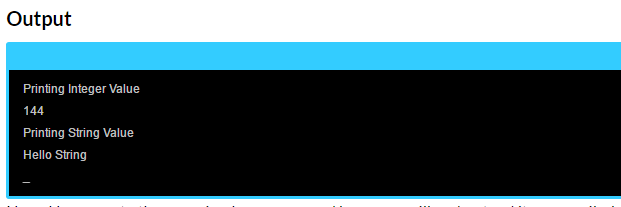 Output
Printing Integer Value
144
Printing String Value
Hello String
_